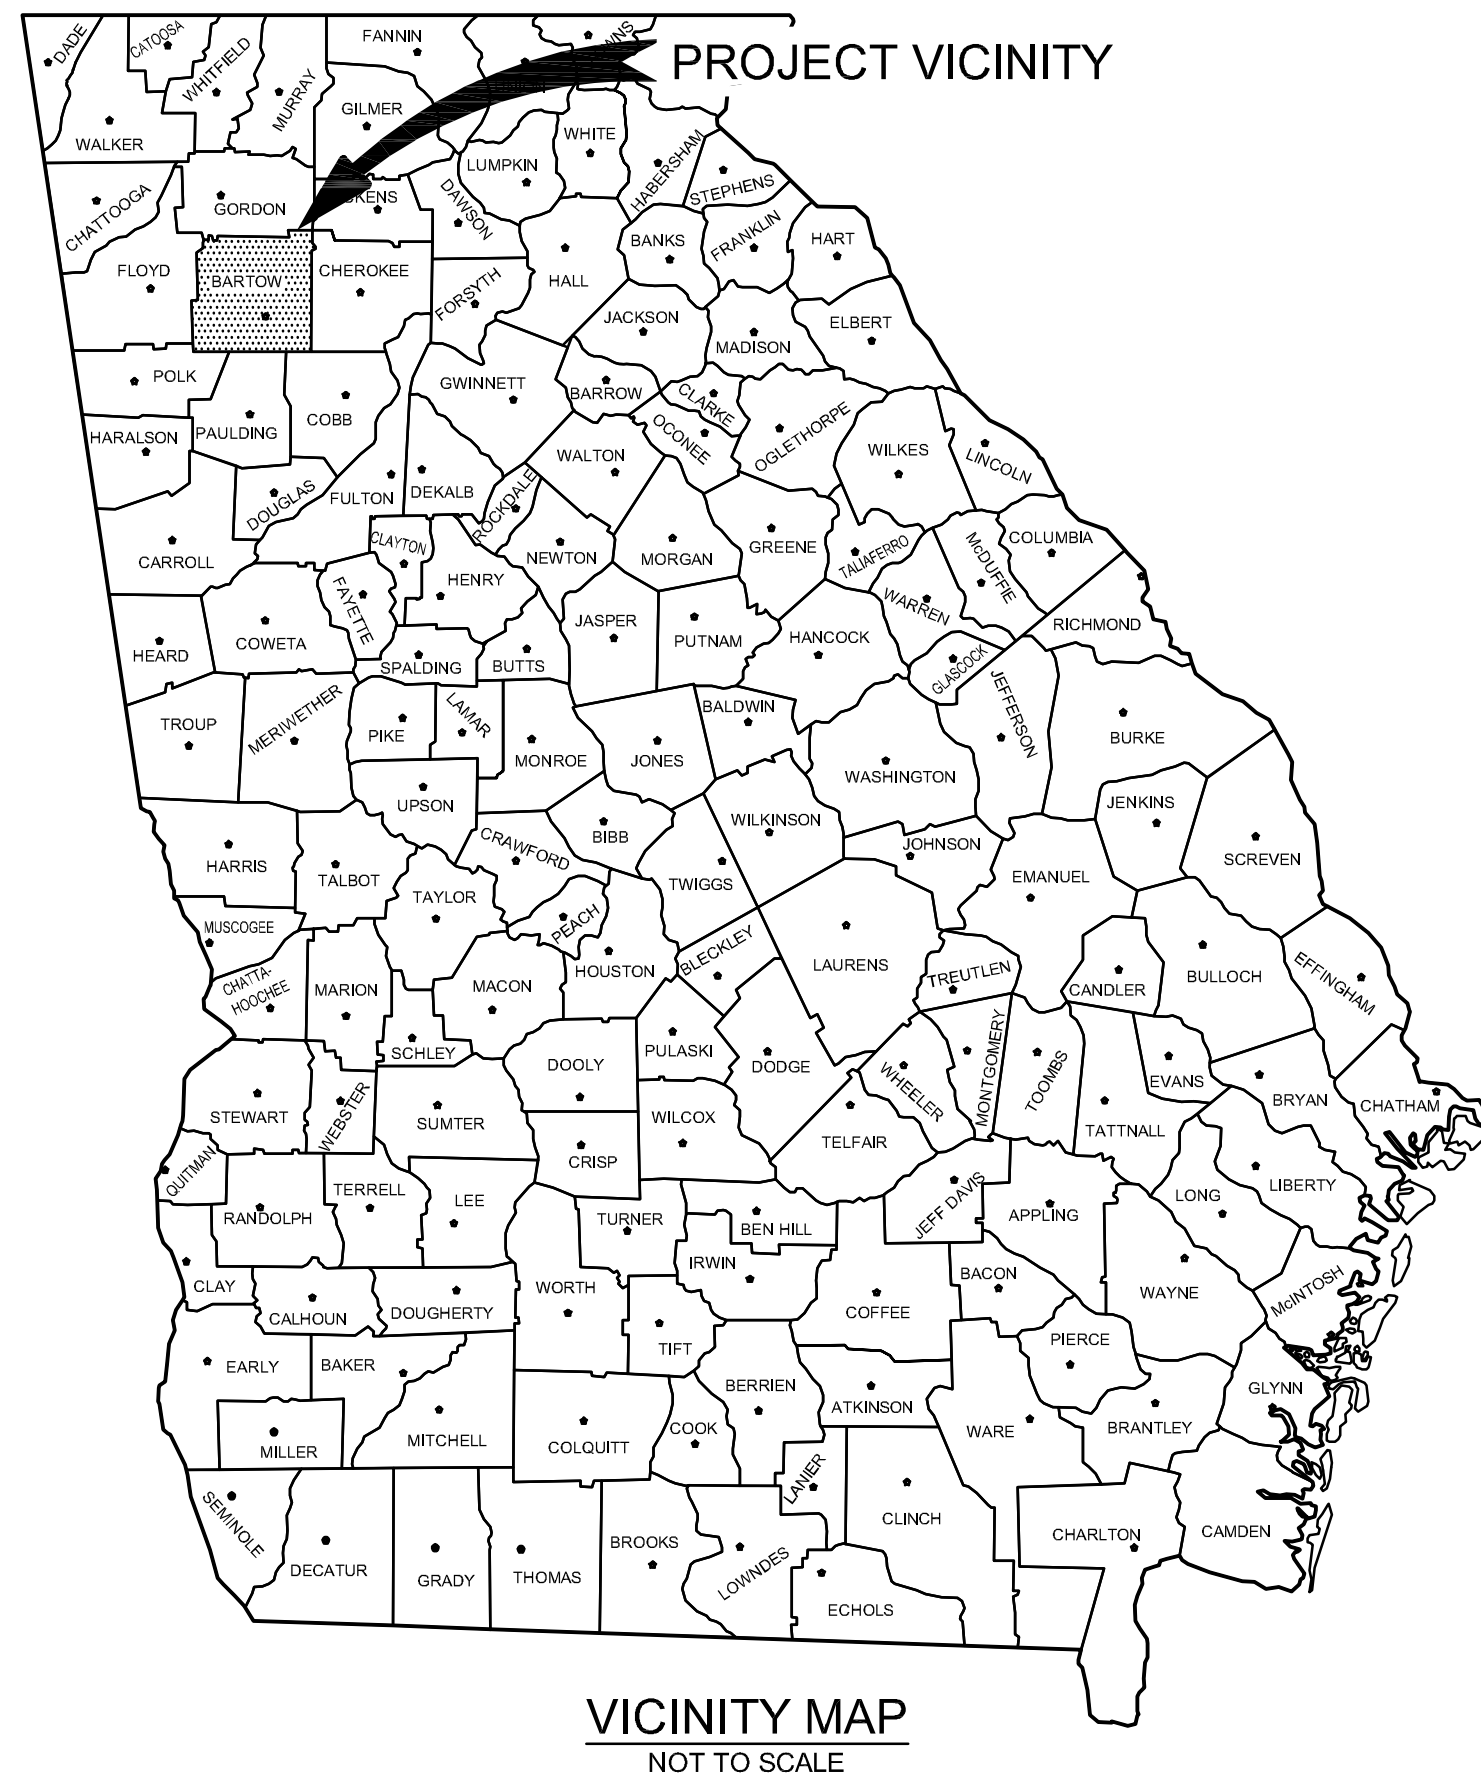 DADE
CATOOSA
WHITFIELD
MURRAY
FANNIN
PROJECT VICINITY
WALKER
GILMER
WHITE
LUMPKIN
HABERSHAM
STEPHENS
CHATTOOGA
GORDON
DAWSON
BANKS
FRANKLIN
HART
FLOYD
BARTOW
CHEROKEE
FORSYTH
HALL
JACKSON
MADISON
ELBERT
POLK
GWINNETT
BARROW
CLARKE
HARALSON
PAULDING
COBB
OCONEE
OGLETHORPE
WALTON
WILKES
LINCOLN
DOUGLAS
FULTON
DEKALB
ROCKDALE
CARROLL
CLAYTON
NEWTON
MORGAN
GREENE
TALIAFERRO
McDUFFIE
COLUMBIA
HENRY
FAYETTE
WARREN
RICHMOND
HEARD
COWETA
SPALDING
BUTTS
JASPER
PUTNAM
HANCOCK
GLASCOCK
JEFFERSON
TROUP
MERIWETHER
PIKE
LAMAR
MONROE
JONES
BALDWIN
WASHINGTON
BURKE
UPSON
BIBB
WILKINSON
JENKINS
HARRIS
TALBOT
CRAWFORD
TWIGGS
JOHNSON
EMANUEL
SCREVEN
TAYLOR
PEACH
MUSCOGEE
CHATTA-
HOOCHEE
MARION
MACON
HOUSTON
BLECKLEY
LAURENS
TREUTLEN
CANDLER
BULLOCH
EFFINGHAM
SCHLEY
DOOLY
PULASKI
DODGE
WHEELER
MONTGOMERY
TOOMBS
EVANS
BRYAN
CHATHAM
STEWART
WEBSTER
SUMTER
WILCOX
TELFAIR
TATTNALL
QUITMAN
CRISP
RANDOLPH
TERRELL
LEE
TURNER
BEN HILL
JEFF DAVIS
APPLING
LONG
LIBERTY
CLAY
CALHOUN
DOUGHERTY
WORTH
IRWIN
COFFEE
BACON
WAYNE
McINTOSH
EARLY
BAKER
TIFT
PIERCE
BERRIEN
ATKINSON
GLYNN
MILLER
MITCHELL
COLQUITT
COOK
WARE
BRANTLEY
SEMINOLE
LANIER
CLINCH
CHARLTON
CAMDEN
DECATUR
GRADY
THOMAS
BROOKS
LOWNDES
ECHOLS
VICINITY MAP
NOT TO SCALE